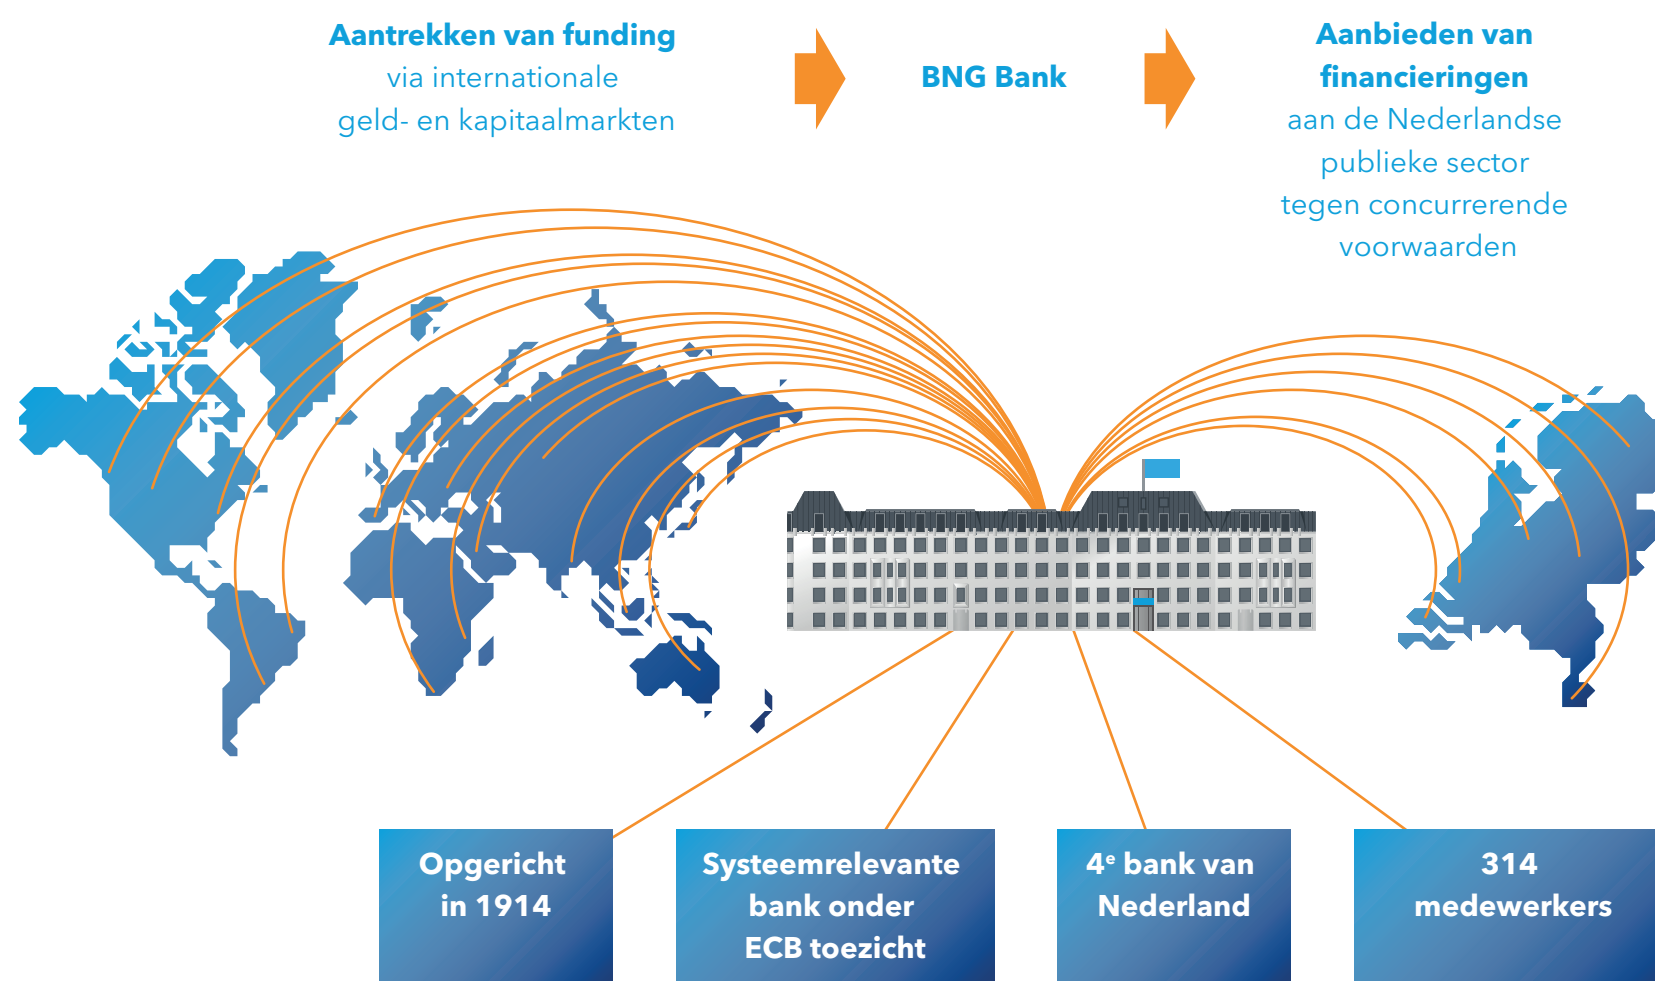 Aantrekken van funding
via internationale
geld- en kapitaalmarkten
BNG Bank
Aanbieden van
financieringen
aan de Nederlandse
publieke sector
tegen concurrerende
voorwaarden
Opgericht
in 1914
Systeemrelevante
bank onder
ECB toezicht
4e bank van
Nederland
314
medewerkers